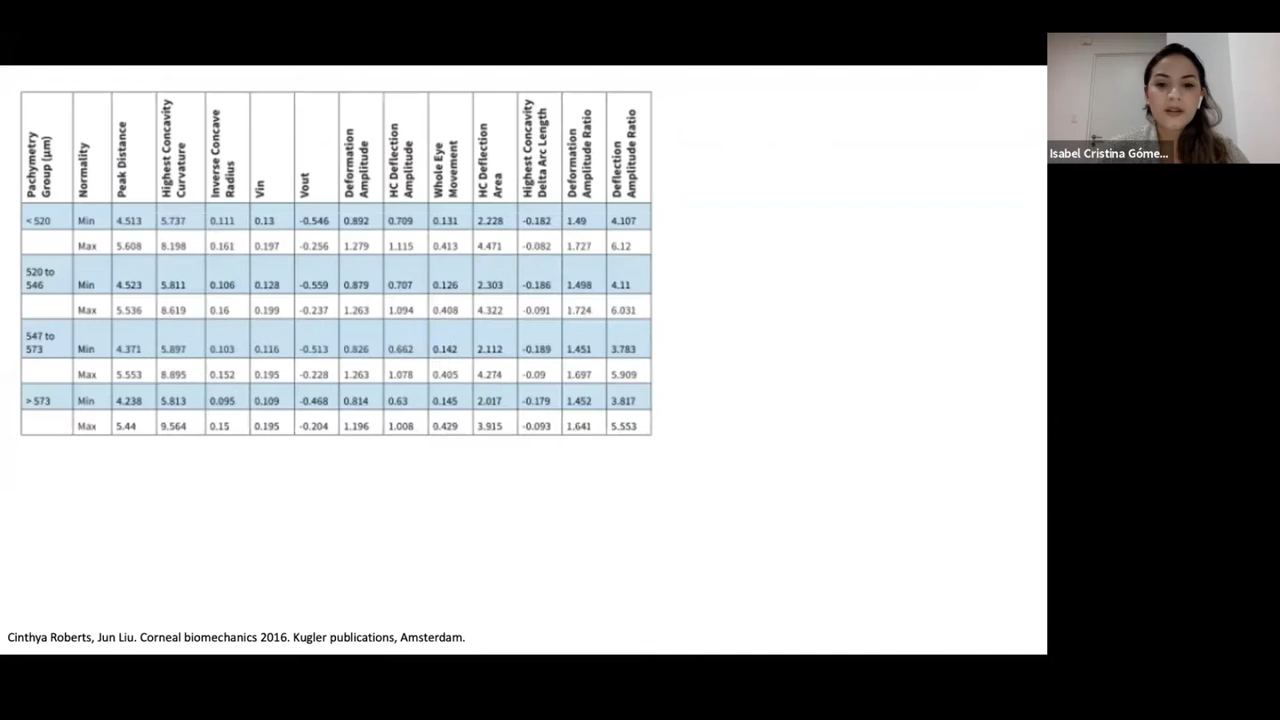 Pachymetry Group (µm) Normality Peak Distance Highest Concavity Curvature Inverse Concave Radius Vin Vout Deformation Amplitude HC Deflection Amplitude Whole Eye Movement HC Deflection Area Highest Concavity Delta Arc Length Deformation Amplitude Ratio Deflection Amplitude Ratio
< 520 Min 4.513 5.737 0.111 0.13 -0.546 0.892 0.709 0.131 2.228 -0.182 1.49 4.107
Max 5.608 8.198 0.161 0.197 -0.256 1.279 1.115 0.413 4.471 -0.082 1.727 6.12
520 to 546 Min 4.523 5.811 0.106 0.128 -0.559 0.879 0.707 0.126 2.303 -0.186 1.498 4.11
Max 5.536 8.619 0.16 0.199 -0.237 1.263 1.094 0.408 4.322 -0.091 1.724 6.031
547 to 573 Min 4.371 5.897 0.103 0.116 -0.513 0.826 0.662 0.142 2.112 -0.189 1.451 3.783
Max 5.553 8.895 0.152 0.195 -0.228 1.263 1.078 0.405 4.274 -0.09 1.697 5.909
> 573 Min 4.238 5.813 0.095 0.109 -0.468 0.814 0.63 0.145 2.017 -0.179 1.452 3.817
Max 5.44 9.564 0.15 0.195 -0.204 1.196 1.008 0.429 3.915 -0.093 1.641 5.553
Cinthya Roberts, Jun Liu. Corneal biomechanics 2016. Kugler publications, Amsterdam.
Isabel Cristina Góme...